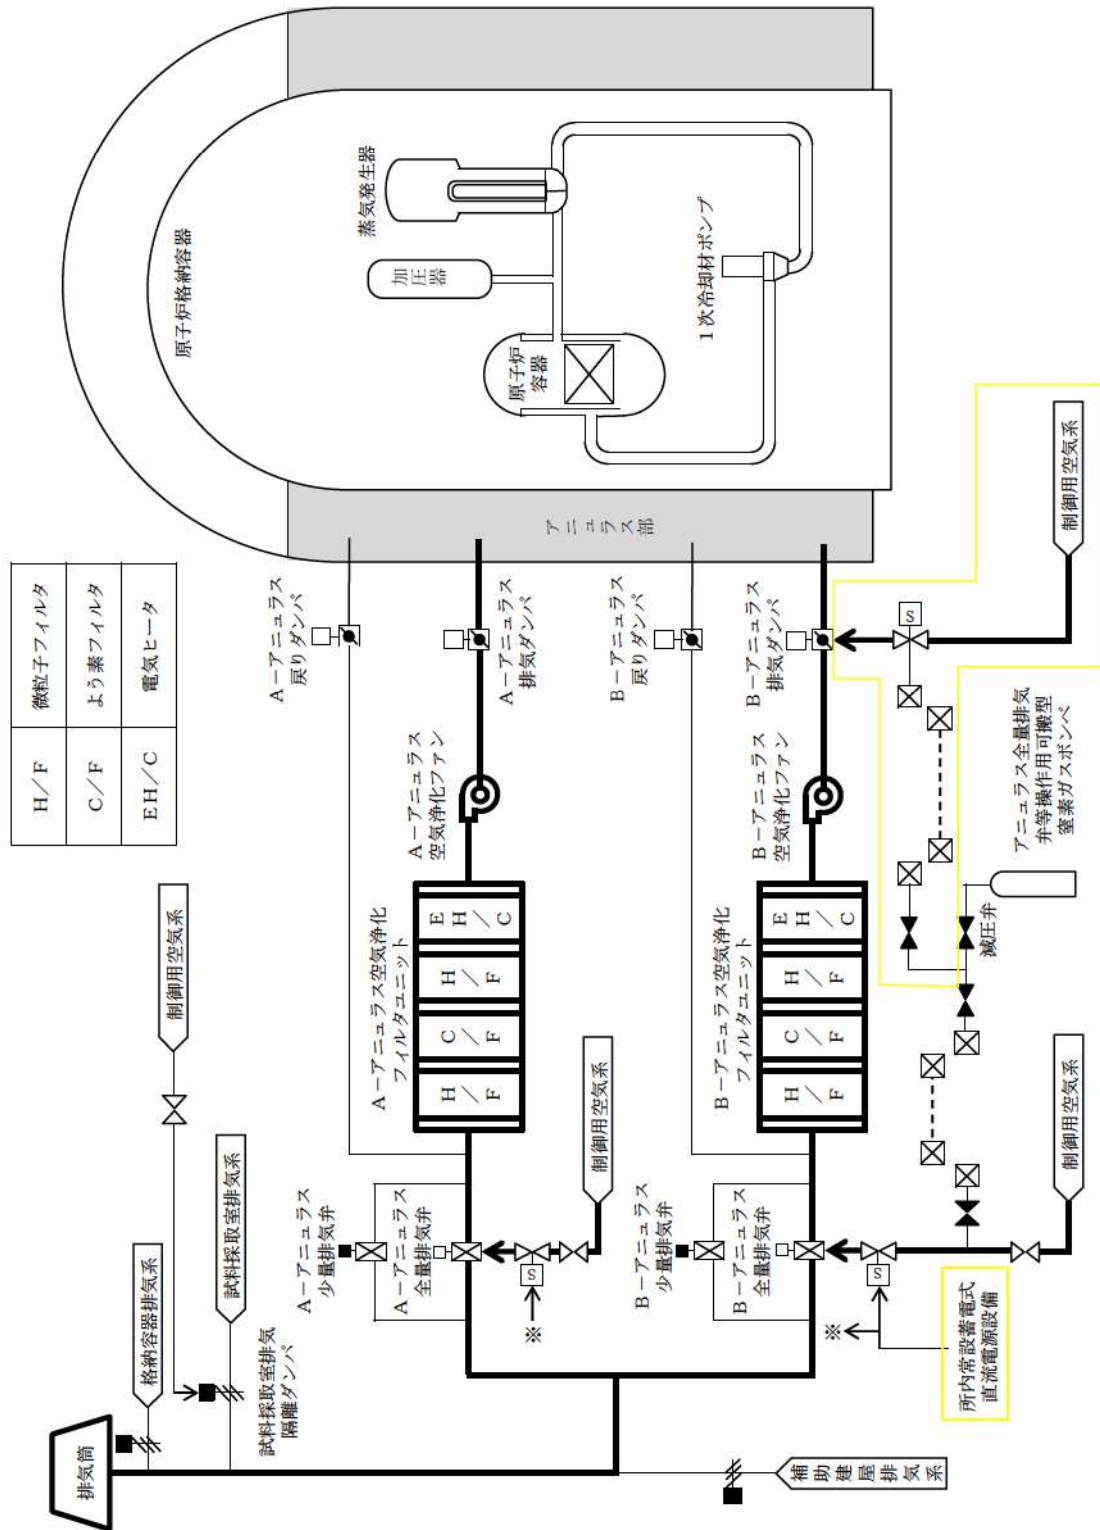 H/F
微粒子フィルタ
C/F
よう素フィルタ
EH/C
電気ヒータ
原子炉格納容器
蒸気発生器
加圧器
原子炉
容器
1次冷却材ポンプ
アニュラス部
排気筒
格納容器排気系
試料採取室排気系
制御用空気系
試料採取室排気
隔離ダンパ
A-アニュラス
戻りダンパ
A-アニュラス
排気ダンパ
A-アニュラス
空気浄化ファン
A-アニュラス空気浄化
フィルタユニット
H/F
C/F
H/F
EH/C
A-アニュラス
少量排気弁
A-アニュラス
全量排気弁
S
※
制御用空気系
B-アニュラス
戻りダンパ
B-アニュラス
排気ダンパ
B-アニュラス
空気浄化ファン
B-アニュラス空気浄化
フィルタユニット
H/F
C/F
H/F
EH/C
B-アニュラス
少量排気弁
B-アニュラス
全量排気弁
S
※
所内常設蓄電式
直流電源設備
制御用空気系
減圧弁
アニュラス全量排気
弁等操作用可搬型
窒素ガスボンベ
S
制御用空気系
補助建屋排気系